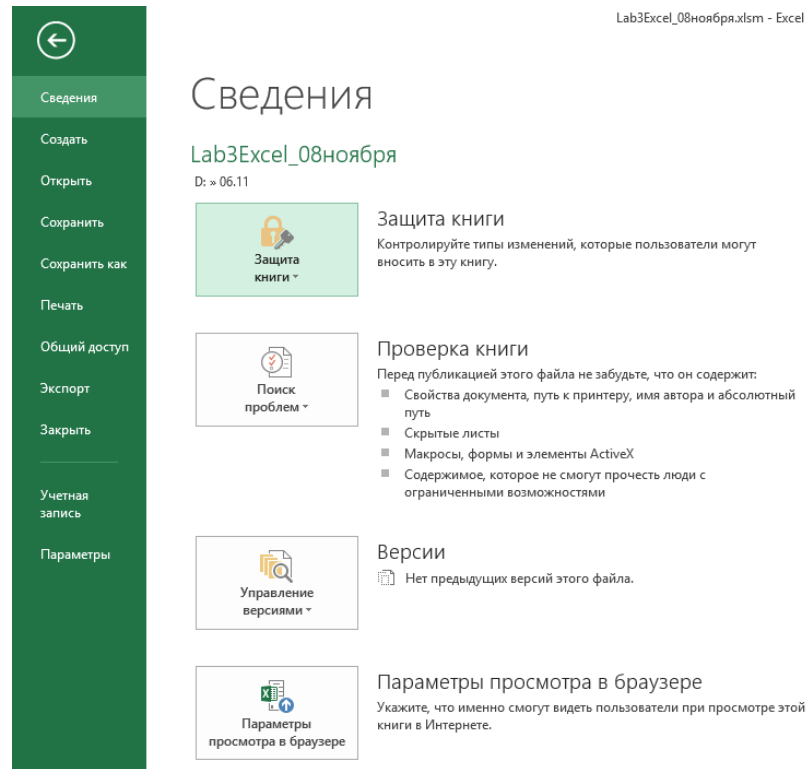 Lab3Excel_08ноября.xlsm - Excel
Сведения
Создать
Открыть
Сохранить
Сохранить как
Печать
Общий доступ
Экспорт
Закрыть
Учетная
запись
Параметры
Сведения
Lab3Excel_08ноября
D: » 06.11
Защита
книги
Защита книги
Контролируйте типы изменений, которые пользователи могут
вносить в эту книгу.
Поиск
проблем
Проверка книги
Перед публикацией этого файла не забудьте, что он содержит:
Свойства документа, путь к принтеру, имя автора и абсолютный
путь
Скрытые листы
Макросы, формы и элементы ActiveX
Содержимое, которое не смогут прочесть люди с
ограниченными возможностями
Управление
версиями
Версии
Нет предыдущих версий этого файла.
Параметры
просмотра в браузере
Параметры просмотра в браузере
Укажите, что именно смогут видеть пользователи при просмотре этой
книги в Интернете.